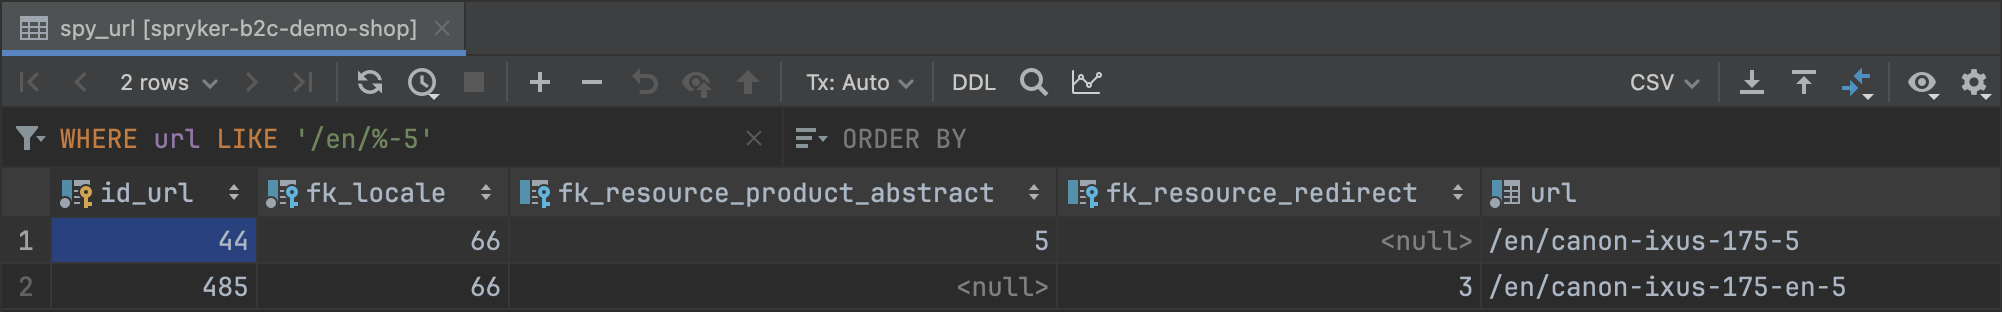 spy_url [spryker-b2c-demo-shop]
2 rows Tx: Auto DDL CSV
WHERE url LIKE '/en/%-5' ORDER BY
id_url fk_locale fk_resource_product_abstract fk_resource_redirect url
1 44 66 5 <null> /en/canon-ixus-175-5
2 485 66 <null> 3 /en/canon-ixus-175-en-5